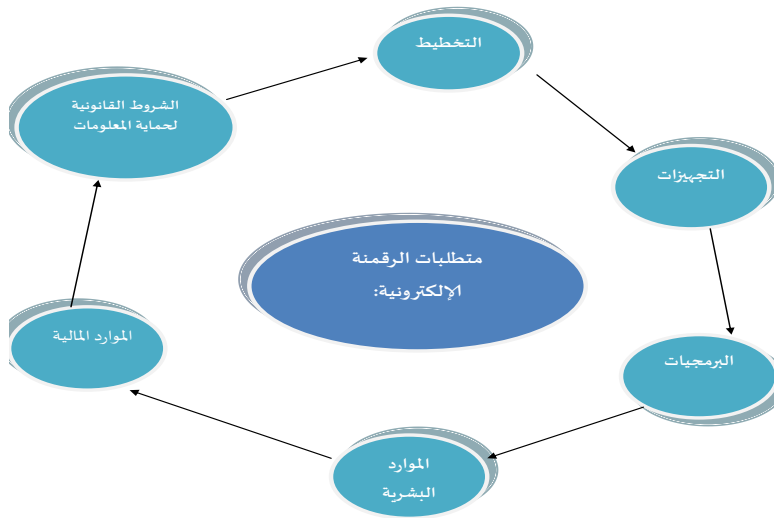 التخطيط
التجهيزات
البرمجيات
الموارد
البشرية
الموارد المالية
الشروط القانونية
لحماية المعلومات
متطلبات الرقمنة
الإلكترونية: